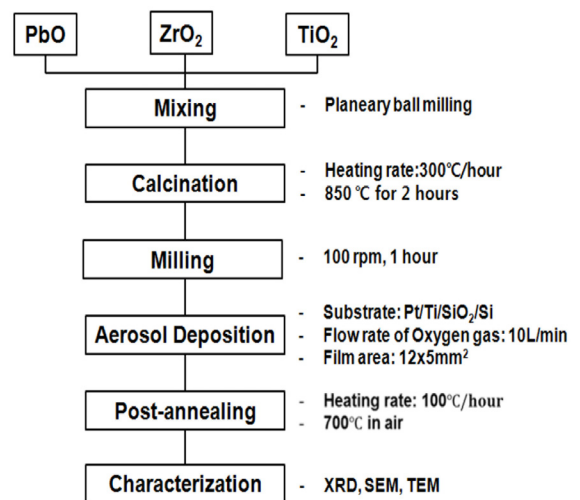 PbO
ZrO₂
TiO₂
Mixing
- Planeary ball milling
Calcination
- Heating rate:300℃/hour
- 850 ℃ for 2 hours
Milling
- 100 rpm, 1 hour
Aerosol Deposition
- Substrate: Pt/Ti/SiO₂/Si
- Flow rate of Oxygen gas: 10L/min
- Film area: 12x5mm²
Post-annealing
- Heating rate: 100℃/hour
- 700℃ in air
Characterization
- XRD, SEM, TEM